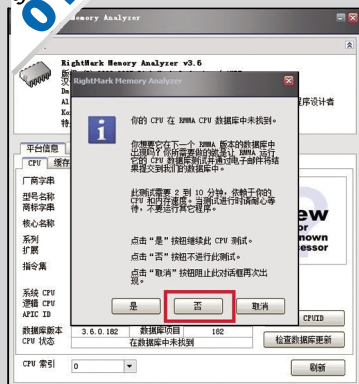 Memory Analyzer
RightMark Memory Analyzer v3.6
RightMark Memory Analyzer
程序设计者
你的 CPU 在 RMMA CPU 数据库中未找到。
你想要它在下一个 RMMA 版本的数据库中
出现吗？你所需要做的就是让 RMMA 运行
它的 CPU 数据库测试并通过电子邮件将结
果提交到我们的数据库中。
此测试需要 2 到 10 分钟，依赖于你的
CPU 和内存速度。当测试进行时请耐心等
待，不要运行其它程序。
点击“是”按钮继续此 CPU 测试。
点击“否”按钮不进行此测试。
点击“取消”按钮阻止此对话框再次出
现。
是 否 取消
平台信息
CPU 缓存
厂商字串
型号名称
商标字串
核心名称
系列
扩展
指令集
系统 CPU
逻辑 CPU
APIC ID
CPUID
数据库版本 3.6.0.182 数据库项目 182
CPU 状态 在数据库中未找到 检查数据库更新
CPU 索引 0 刷新